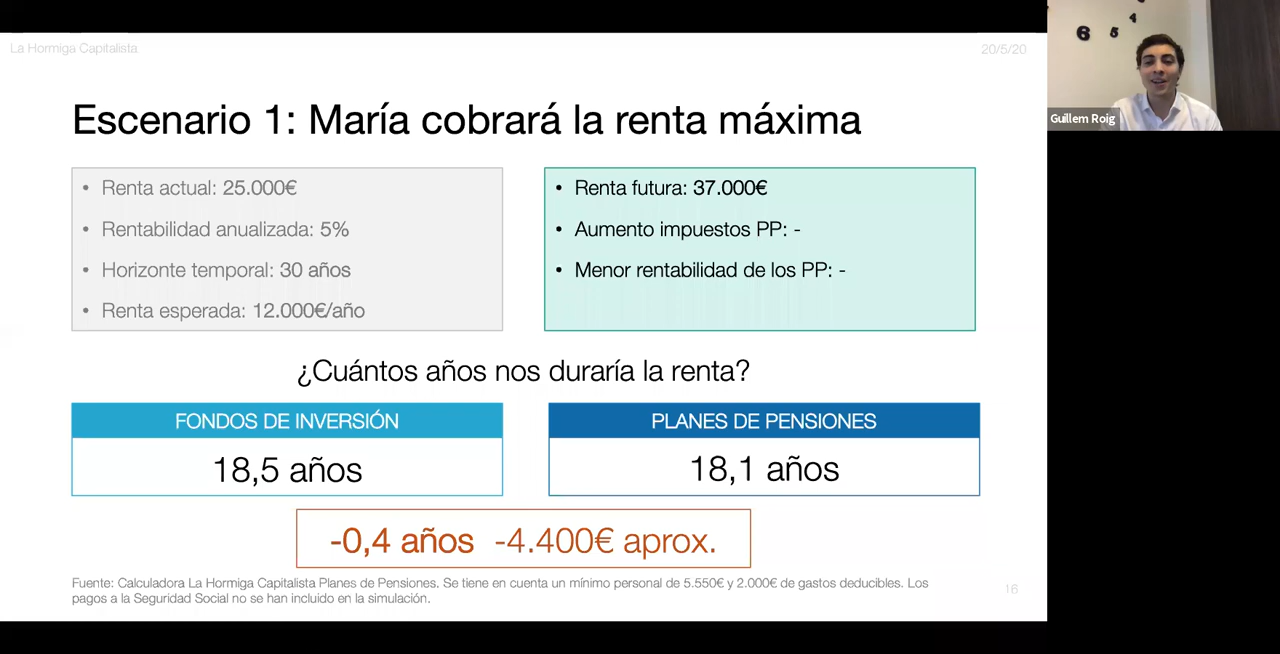 La Hormiga Capitalista
20/5/20
6 5 4
Guillem Roig
Escenario 1: María cobrará la renta máxima
• Renta actual: 25.000€
• Rentabilidad anualizada: 5%
• Horizonte temporal: 30 años
• Renta esperada: 12.000€/año
• Renta futura: 37.000€
• Aumento impuestos PP: -
• Menor rentabilidad de los PP: -
¿Cuántos años nos duraría la renta?
FONDOS DE INVERSIÓN
18,5 años
PLANES DE PENSIONES
18,1 años
-0,4 años -4.400€ aprox.
Fuente: Calculadora La Hormiga Capitalista Planes de Pensiones. Se tiene en cuenta un mínimo personal de 5.550€ y 2.000€ de gastos deducibles. Los
pagos a la Seguridad Social no se han incluido en la simulación.
16